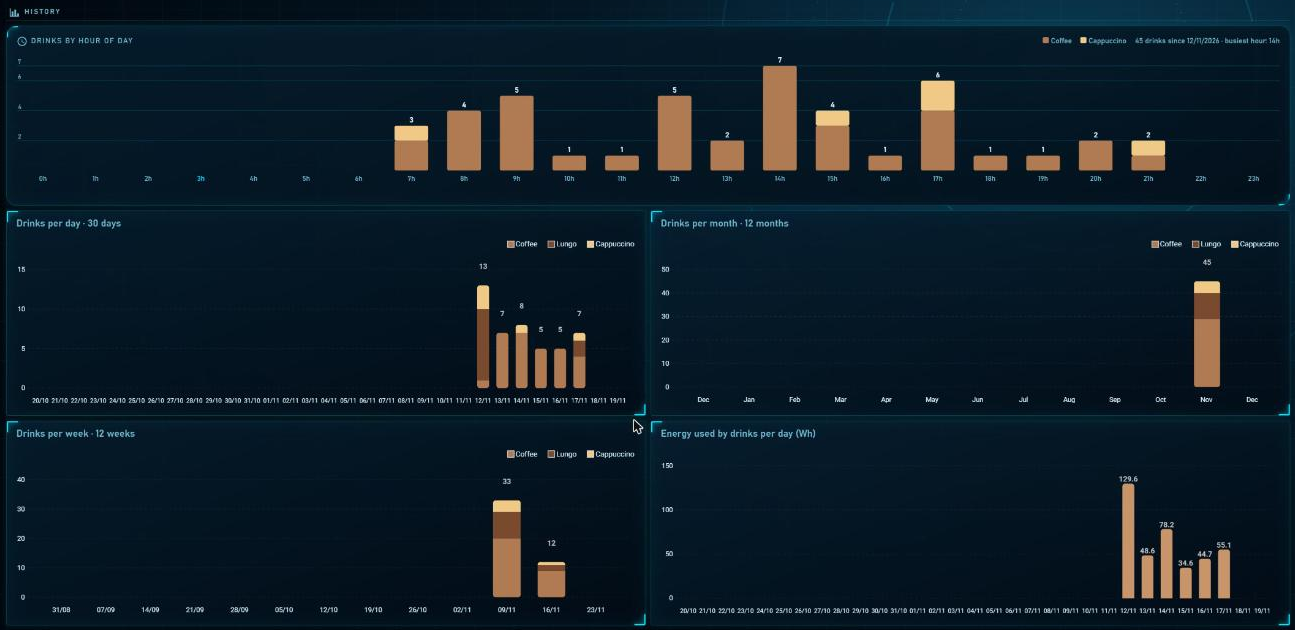 HISTORY
DRINKS BY HOUR OF DAY
Coffee Cappuccino 45 drinks since 12/11/2026 · busiest hour: 14h
7
6
4
2
3 4 5 1 1 5 2 7 4 1 6 1 1 2 2
0h 1h 2h 3h 4h 5h 6h 7h 8h 9h 10h 11h 12h 13h 14h 15h 16h 17h 18h 19h 20h 21h 22h 23h
Drinks per day · 30 days
Coffee Lungo Cappuccino
15
10
5
0
13 7 8 5 5 7
20/10 21/10 22/10 23/10 24/10 25/10 26/10 27/10 28/10 29/10 30/10 31/10 01/11 02/11 03/11 04/11 05/11 06/11 07/11 08/11 09/11 10/11 11/11 12/11 13/11 14/11 15/11 16/11 17/11 18/11 19/11
Drinks per month · 12 months
Coffee Lungo Cappuccino
50
40
30
20
10
0
45
Dec Jan Feb Mar Apr May Jun Jul Aug Sep Oct Nov Dec
Drinks per week · 12 weeks
Coffee Lungo Cappuccino
40
30
20
10
0
33 12
31/08 07/09 14/09 21/09 28/09 05/10 12/10 19/10 26/10 02/11 09/11 16/11 23/11
Energy used by drinks per day (Wh)
150
100
50
0
129.6 48.6 78.2 34.6 44.7 55.1
20/10 21/10 22/10 23/10 24/10 25/10 26/10 27/10 28/10 29/10 30/10 31/10 01/11 02/11 03/11 04/11 05/11 06/11 07/11 08/11 09/11 10/11 11/11 12/11 13/11 14/11 15/11 16/11 17/11 18/11 19/11